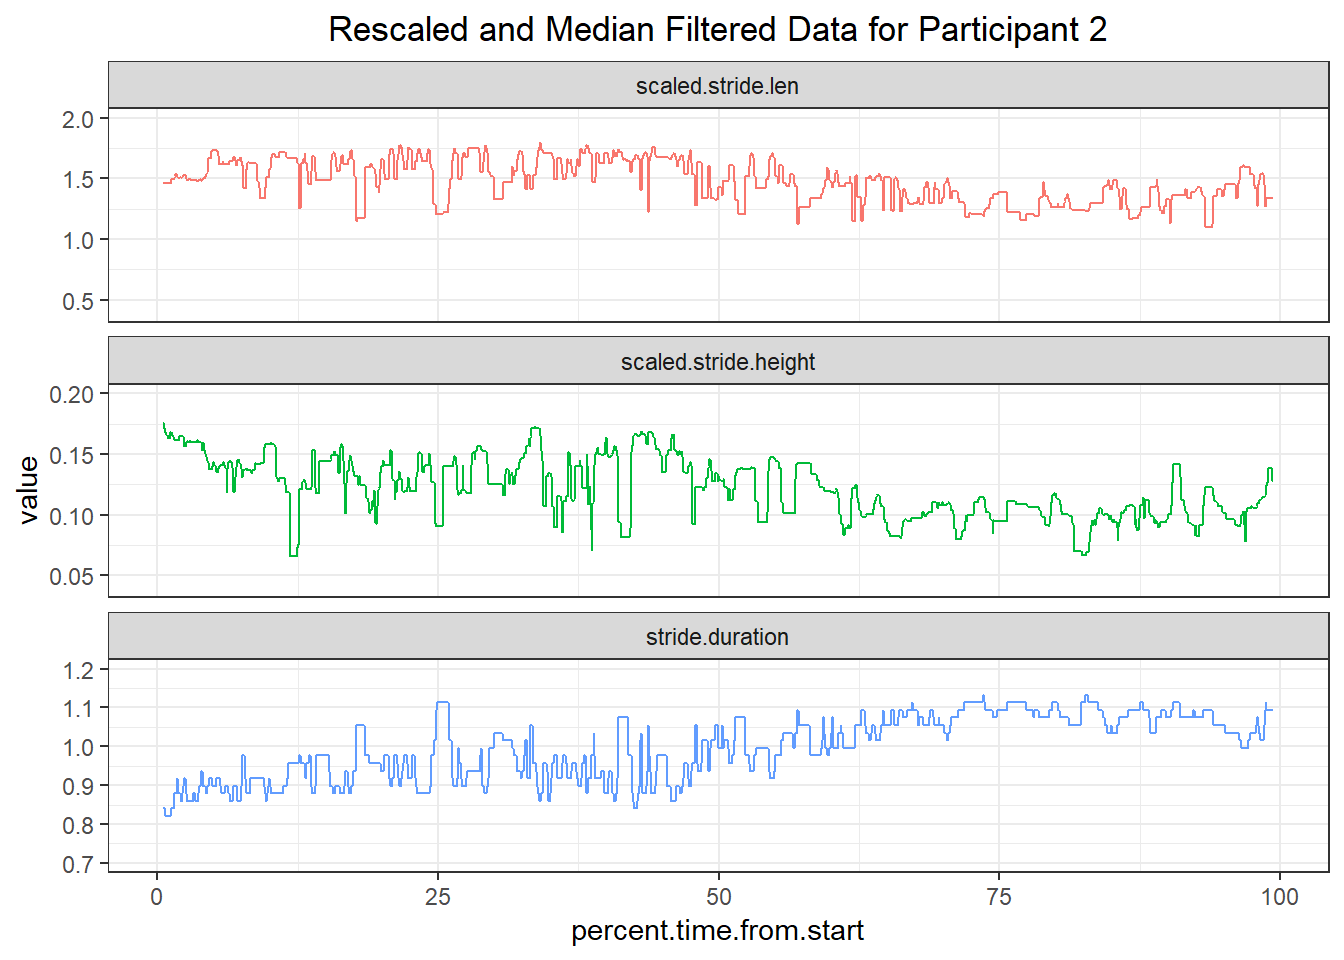 Rescaled and Median Filtered Data for Participant 2
scaled.stride.len
2.0
1.5
1.0
0.5
scaled.stride.height
0.20
0.15
0.10
0.05
value
stride.duration
1.2
1.1
1.0
0.9
0.8
0.7
0 25 50 75 100
percent.time.from.start